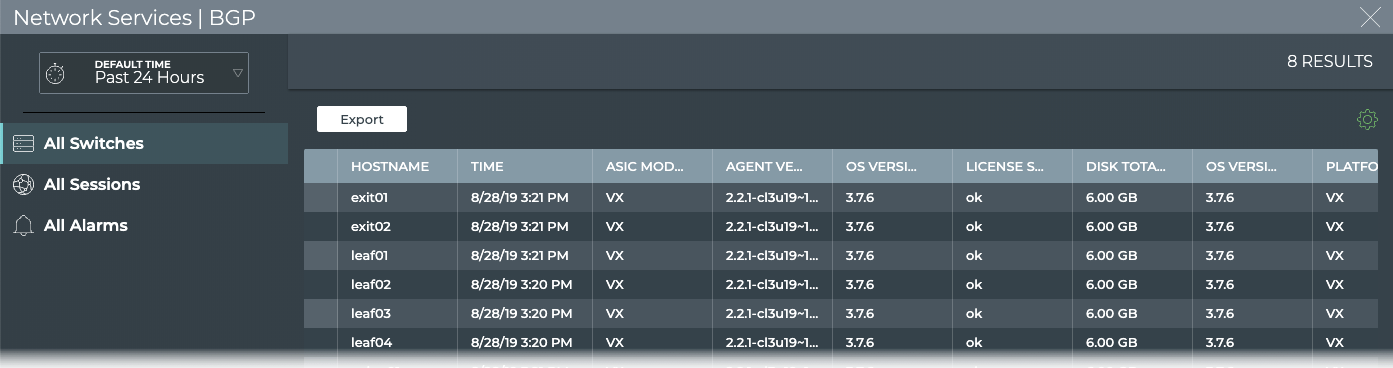 Network Services | BGP
DEFAULT TIME
Past 24 Hours
8 RESULTS
All Switches
All Sessions
All Alarms
Export
HOSTNAME TIME ASIC MOD... AGENT VE... OS VERSI... LICENSE S... DISK TOTA... OS VERSI... PLATFO
exit01 8/28/19 3:21 PM VX 2.2.1-cl3u19~1... 3.7.6 ok 6.00 GB 3.7.6 VX
exit02 8/28/19 3:21 PM VX 2.2.1-cl3u19~1... 3.7.6 ok 6.00 GB 3.7.6 VX
leaf01 8/28/19 3:21 PM VX 2.2.1-cl3u19~1... 3.7.6 ok 6.00 GB 3.7.6 VX
leaf02 8/28/19 3:20 PM VX 2.2.1-cl3u19~1... 3.7.6 ok 6.00 GB 3.7.6 VX
leaf03 8/28/19 3:20 PM VX 2.2.1-cl3u19~1... 3.7.6 ok 6.00 GB 3.7.6 VX
leaf04 8/28/19 3:20 PM VX 2.2.1-cl3u19~1... 3.7.6 ok 6.00 GB 3.7.6 VX